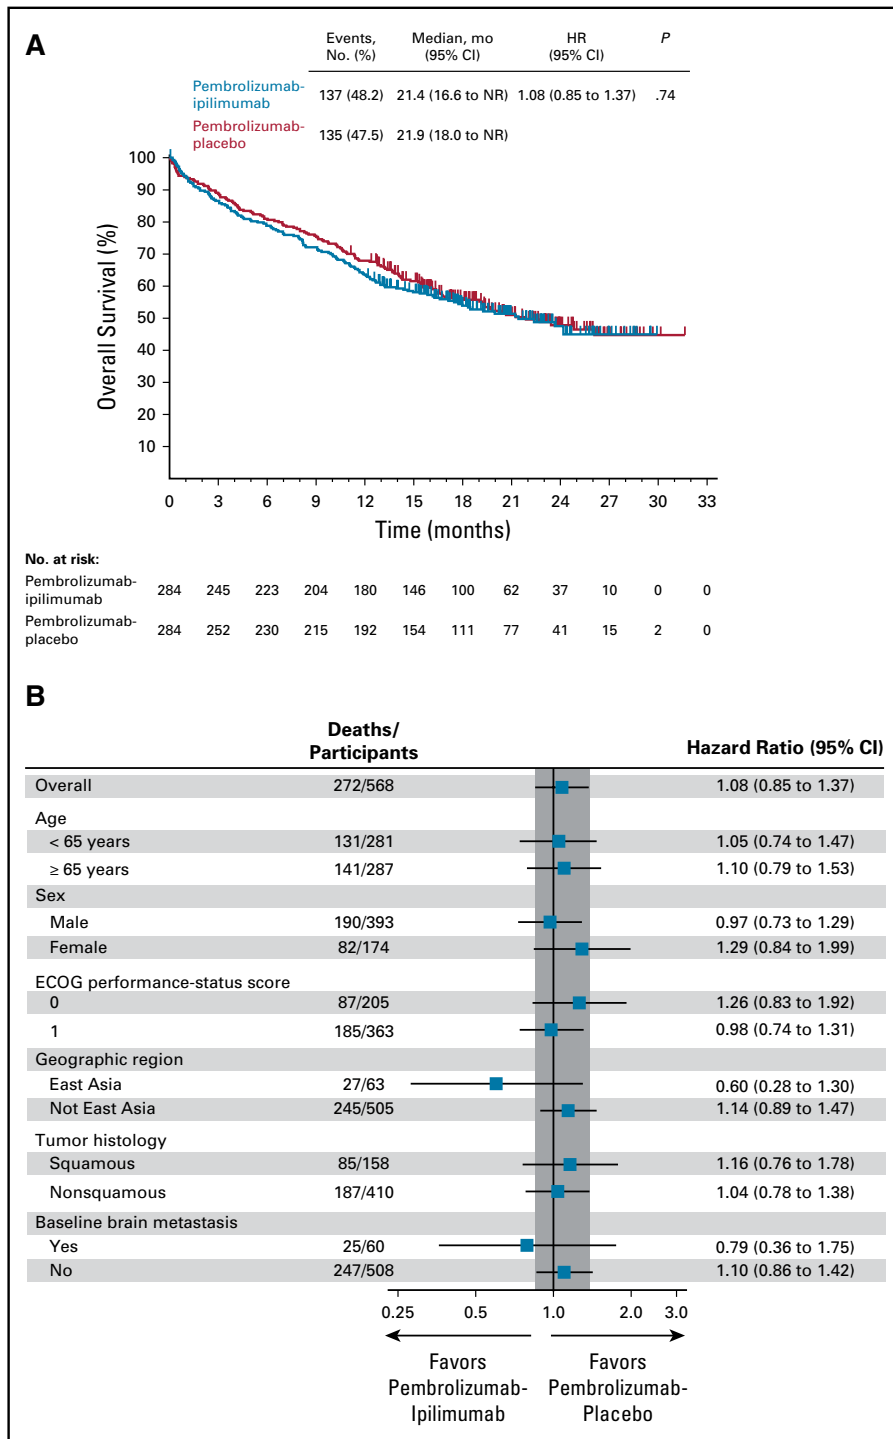 A
Events, No. (%) Median, mo (95% CI) HR (95% CI) P
Pembrolizumab-ipilimumab 137 (48.2) 21.4 (16.6 to NR) 1.08 (0.85 to 1.37) .74
Pembrolizumab-placebo 135 (47.5) 21.9 (18.0 to NR)
Overall Survival (%)
100
90
80
70
60
50
40
30
20
10
0 3 6 9 12 15 18 21 24 27 30 33
Time (months)
No. at risk:
Pembrolizumab-ipilimumab 284 245 223 204 180 146 100 62 37 10 0 0
Pembrolizumab-placebo 284 252 230 215 192 154 111 77 41 15 2 0
B
Deaths/Participants Hazard Ratio (95% CI)
Overall 272/568 1.08 (0.85 to 1.37)
Age
< 65 years 131/281 1.05 (0.74 to 1.47)
≥ 65 years 141/287 1.10 (0.79 to 1.53)
Sex
Male 190/393 0.97 (0.73 to 1.29)
Female 82/174 1.29 (0.84 to 1.99)
ECOG performance-status score
0 87/205 1.26 (0.83 to 1.92)
1 185/363 0.98 (0.74 to 1.31)
Geographic region
East Asia 27/63 0.60 (0.28 to 1.30)
Not East Asia 245/505 1.14 (0.89 to 1.47)
Tumor histology
Squamous 85/158 1.16 (0.76 to 1.78)
Nonsquamous 187/410 1.04 (0.78 to 1.38)
Baseline brain metastasis
Yes 25/60 0.79 (0.36 to 1.75)
No 247/508 1.10 (0.86 to 1.42)
0.25 0.5 1.0 2.0 3.0
Favors Pembrolizumab-Ipilimumab
Favors Pembrolizumab-Placebo